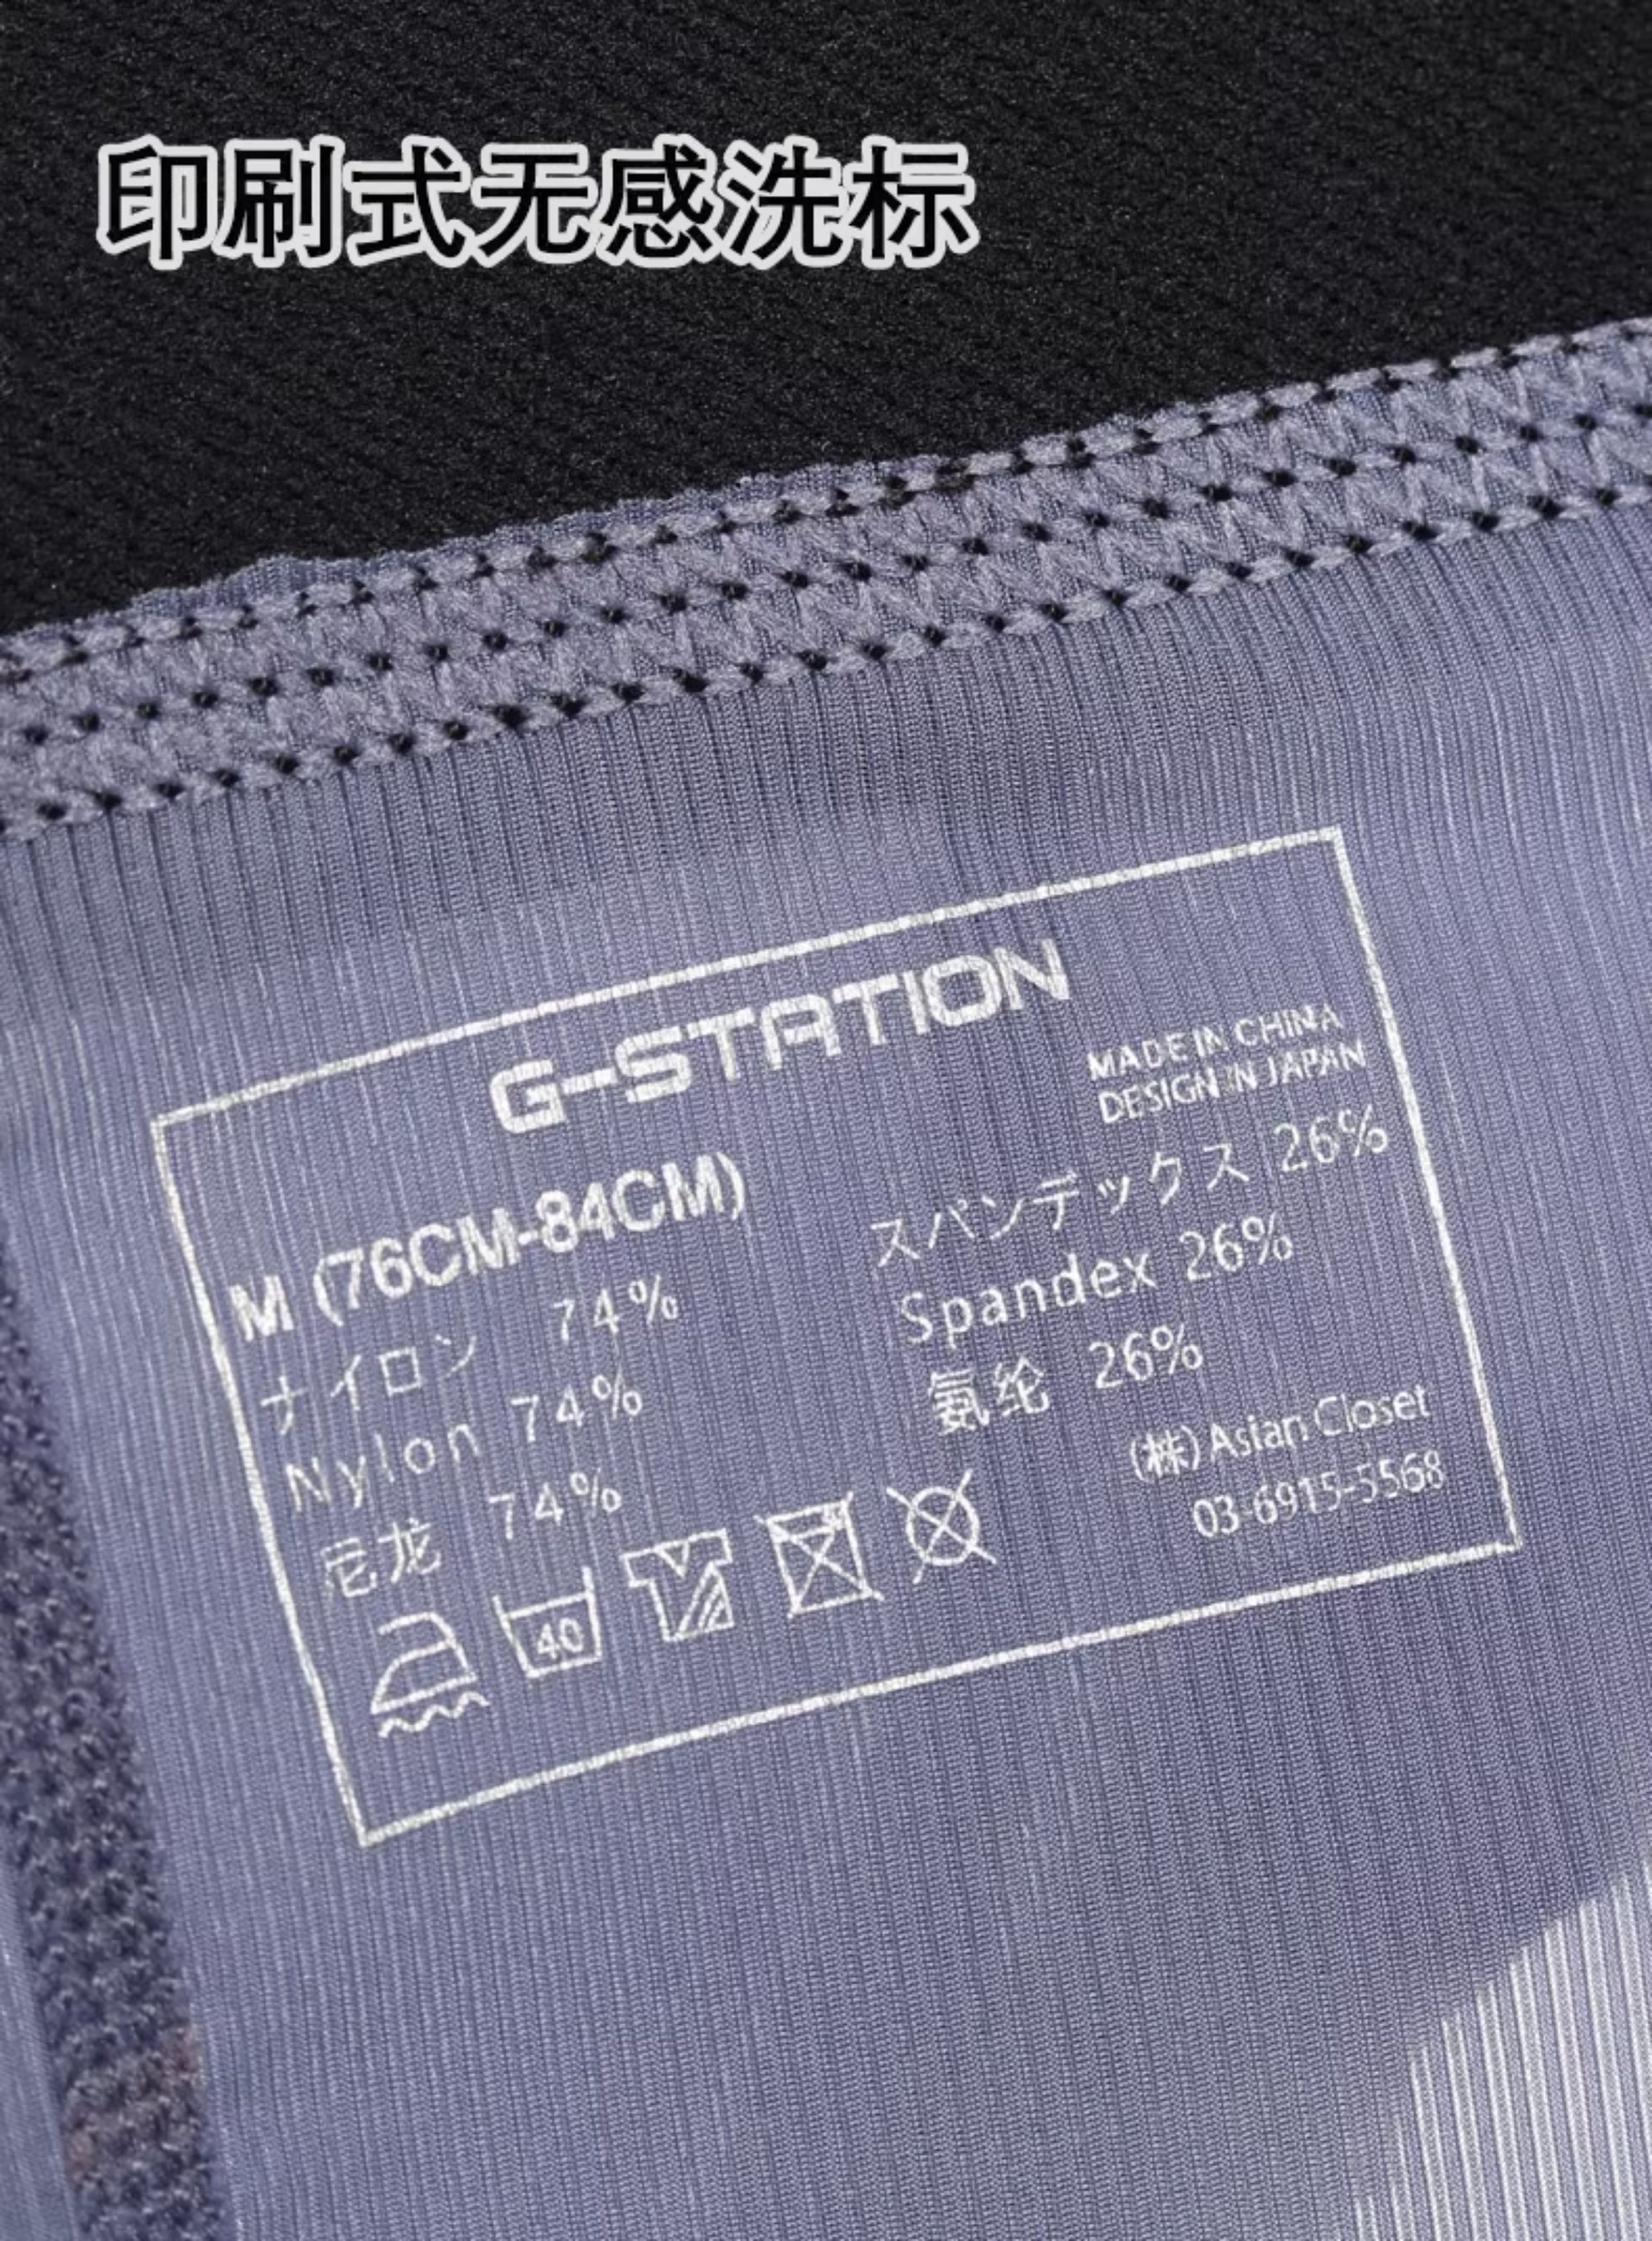 印刷式无感洗标
G-STATION
MADE IN CHINA
DESIGN IN JAPAN
M (76CM-84CM)
ナイロン 74%
スパンデックス 26%
Nylon 74%
Spandex 26%
尼龙 74%
氨纶 26%
(株) Asian Closet
03-6915-5568
40